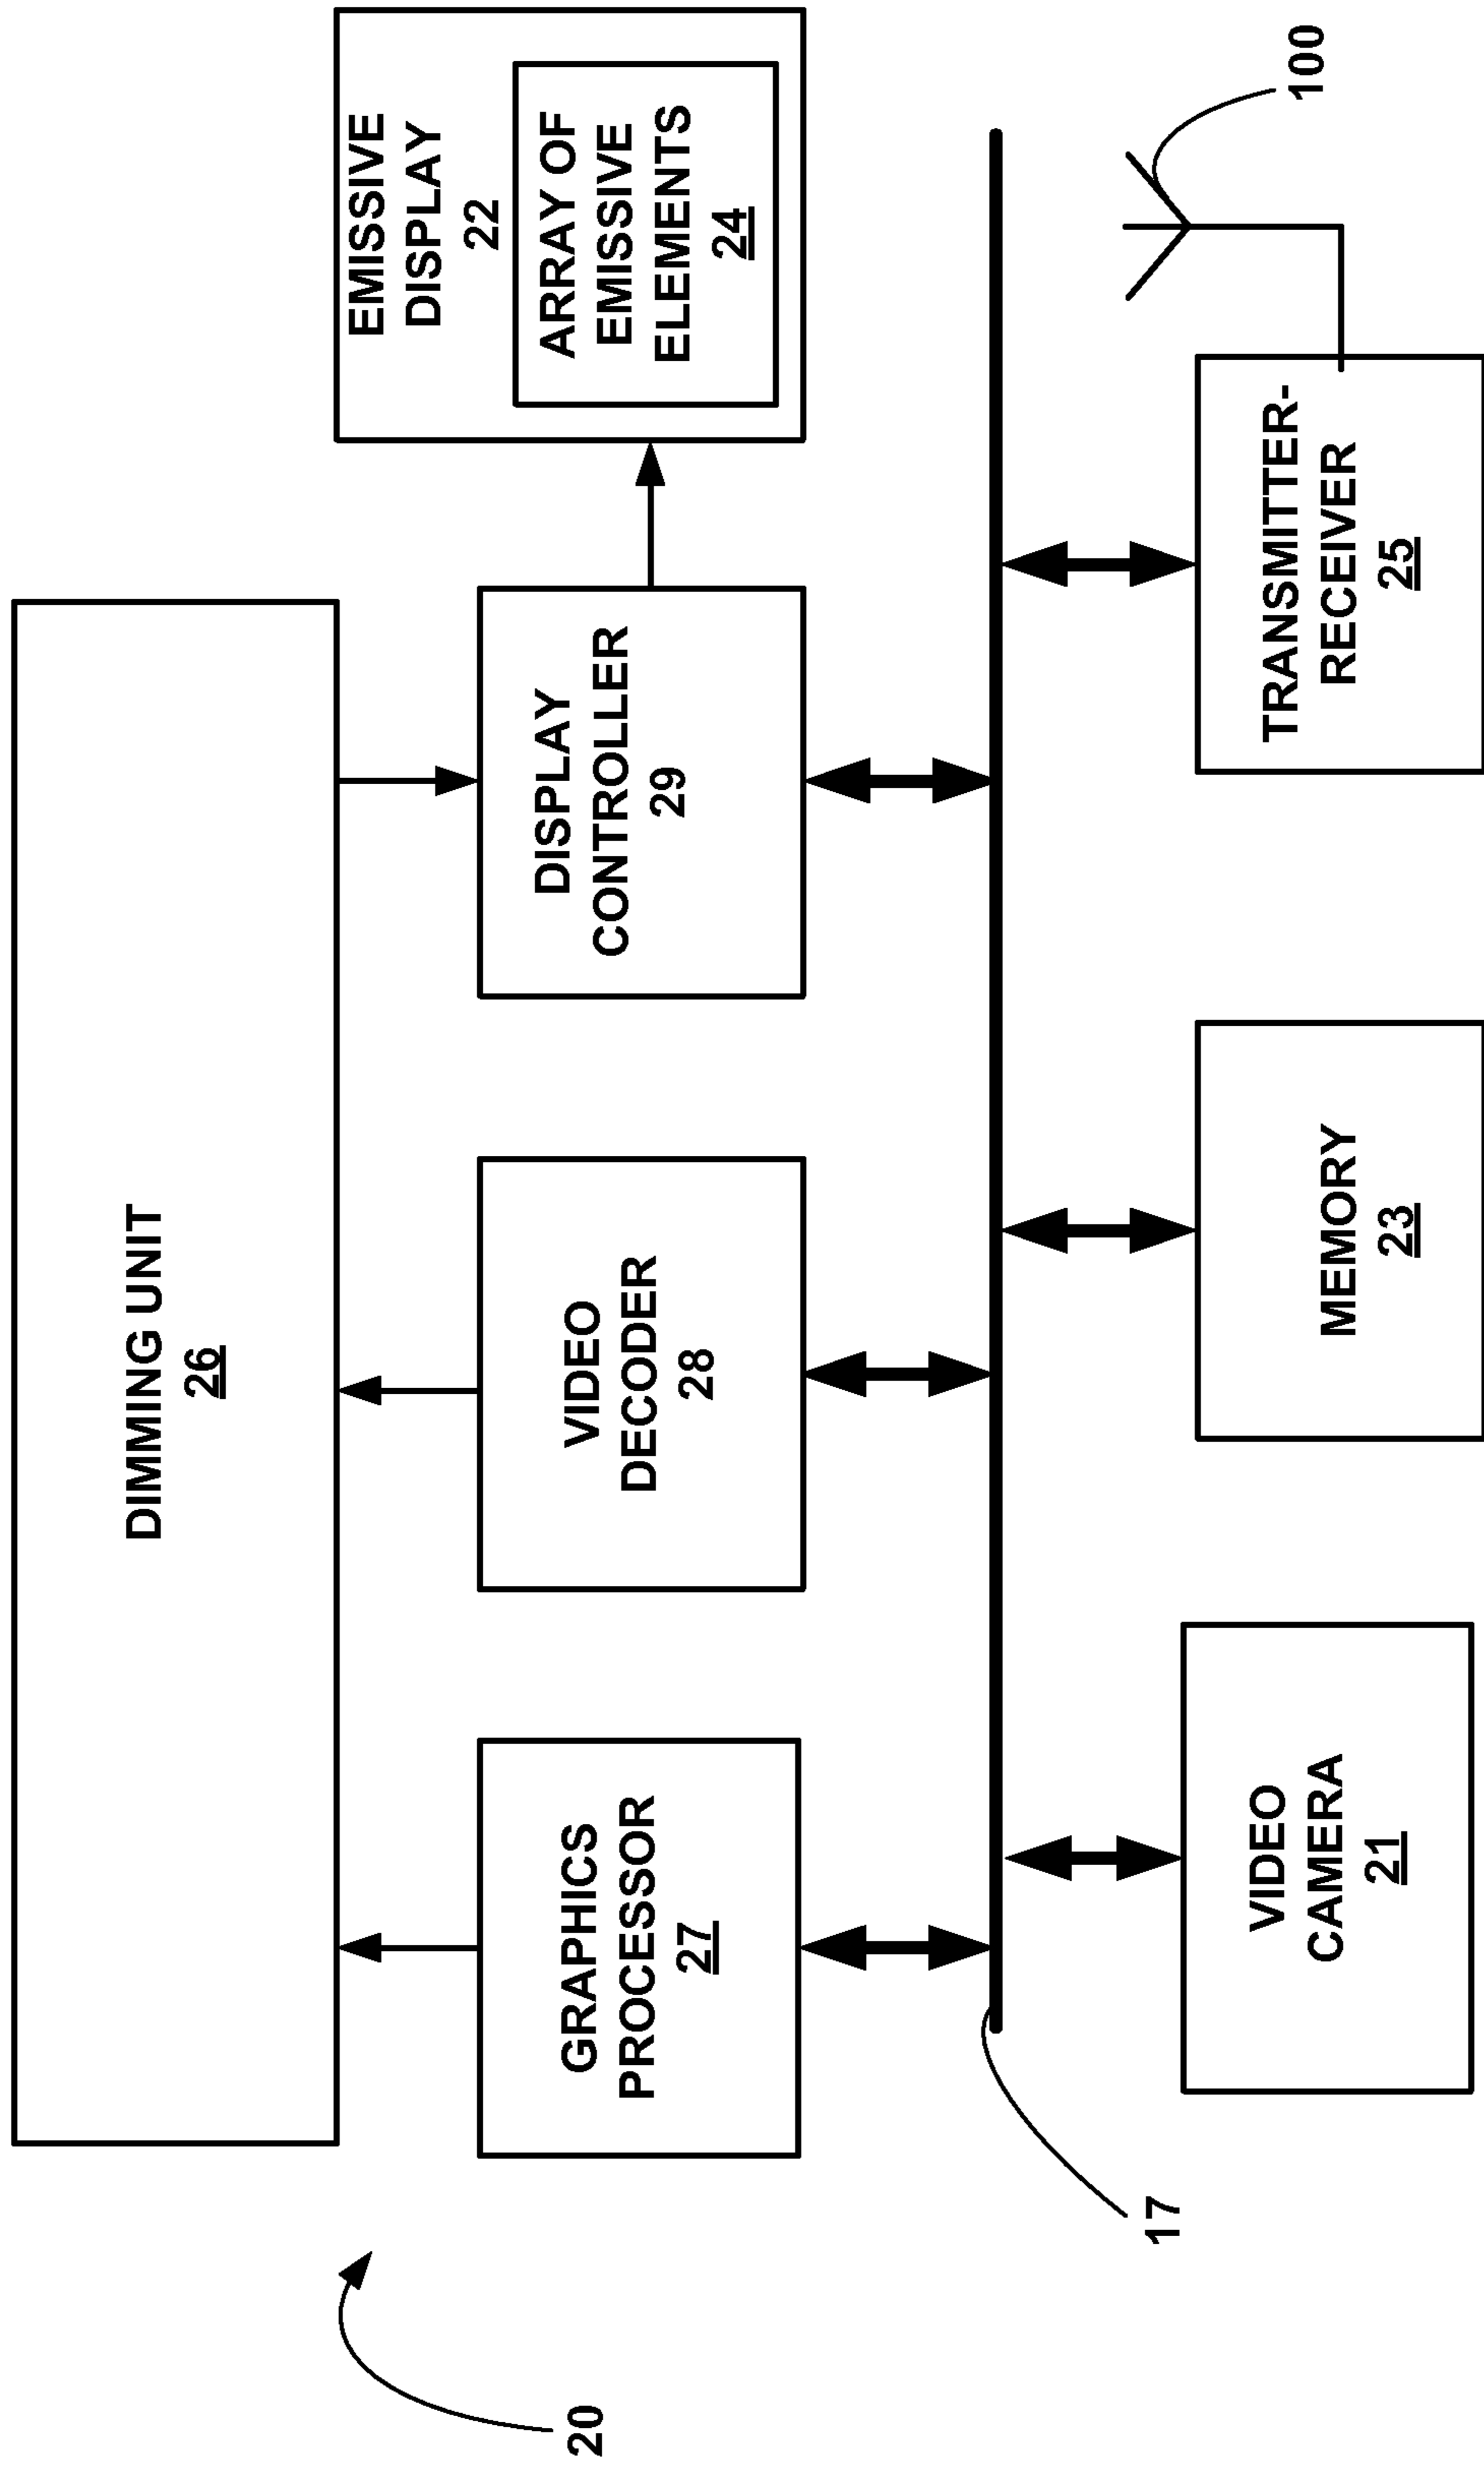 DIMMING UNIT
26
GRAPHICS
PROCESSOR
27
VIDEO
DECODER
28
DISPLAY
CONTROLLER
29
EMISSIVE
DISPLAY
22
ARRAY OF
EMISSIVE
ELEMENTS
24
20
17
VIDEO
CAMERA
21
MEMORY
23
TRANSMITTER-
RECEIVER
25
100